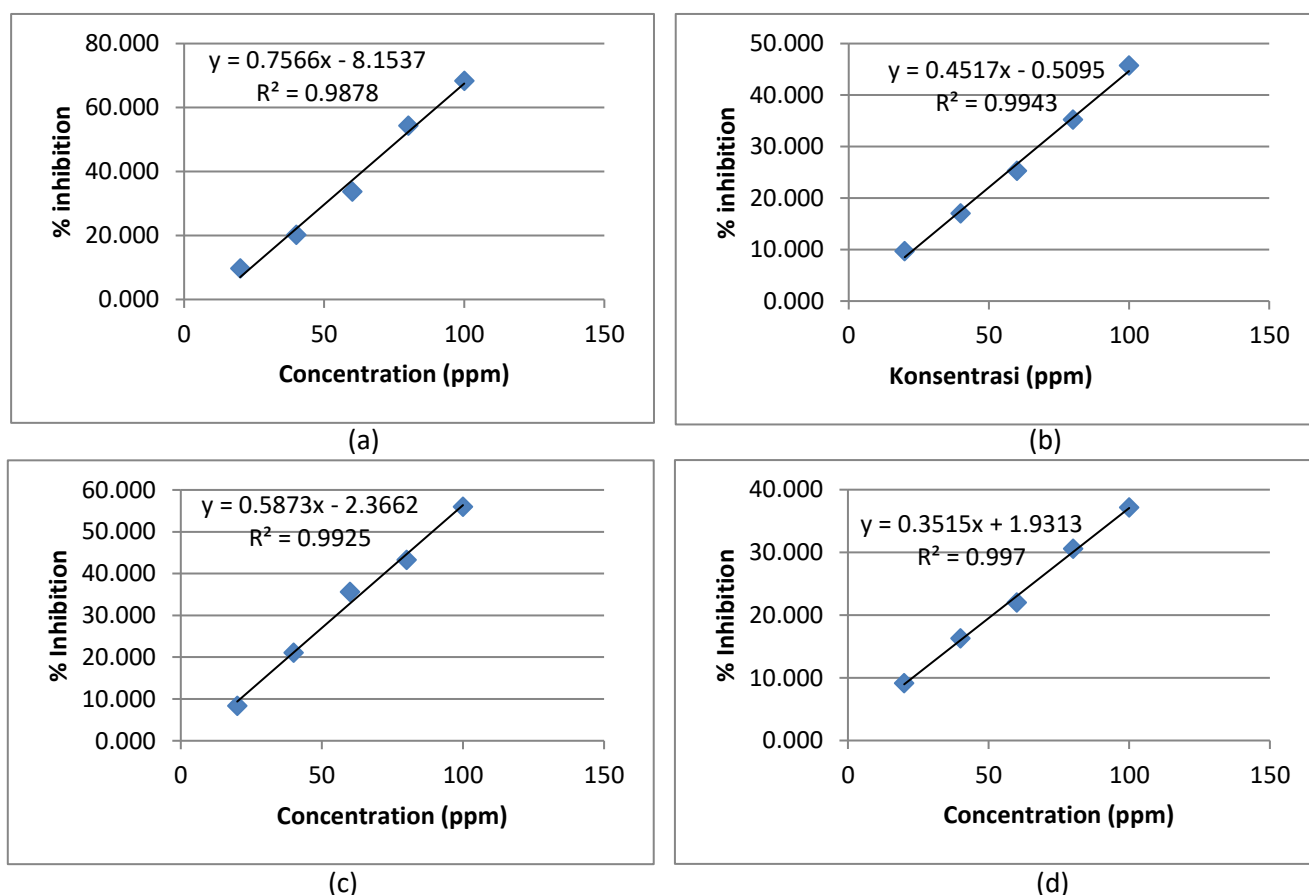 80.000
60.000
40.000
20.000
0.000
% inhibition
y = 0.7566x - 8.1537
R² = 0.9878
0 50 100 150
Concentration (ppm)
(a)
50.000
40.000
30.000
20.000
10.000
0.000
% inhibition
y = 0.4517x - 0.5095
R² = 0.9943
0 50 100 150
Konsentrasi (ppm)
(b)
60.000
50.000
40.000
30.000
20.000
10.000
0.000
% Inhibition
y = 0.5873x - 2.3662
R² = 0.9925
0 50 100 150
Concentration (ppm)
(c)
40.000
30.000
20.000
10.000
0.000
% Inhibition
y = 0.3515x + 1.9313
R² = 0.997
0 50 100 150
Concentration (ppm)
(d)